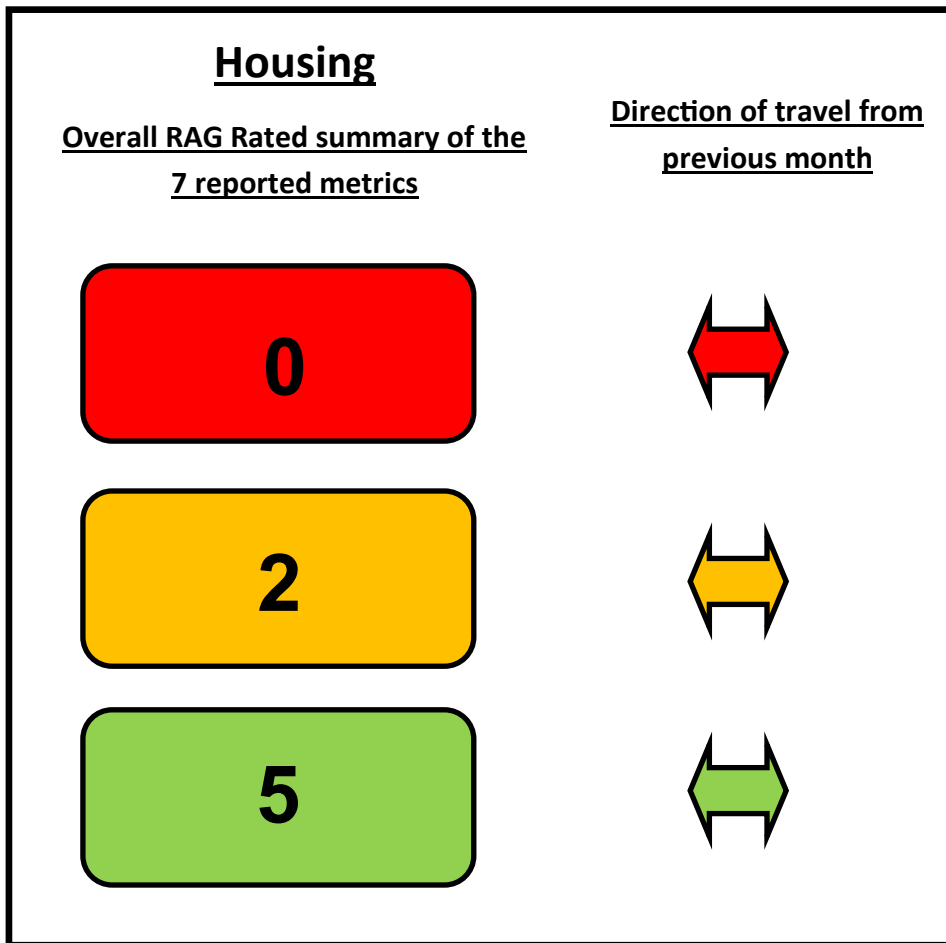 Housing
Overall RAG Rated summary of the
7 reported metrics
Direction of travel from
previous month
0
2
5